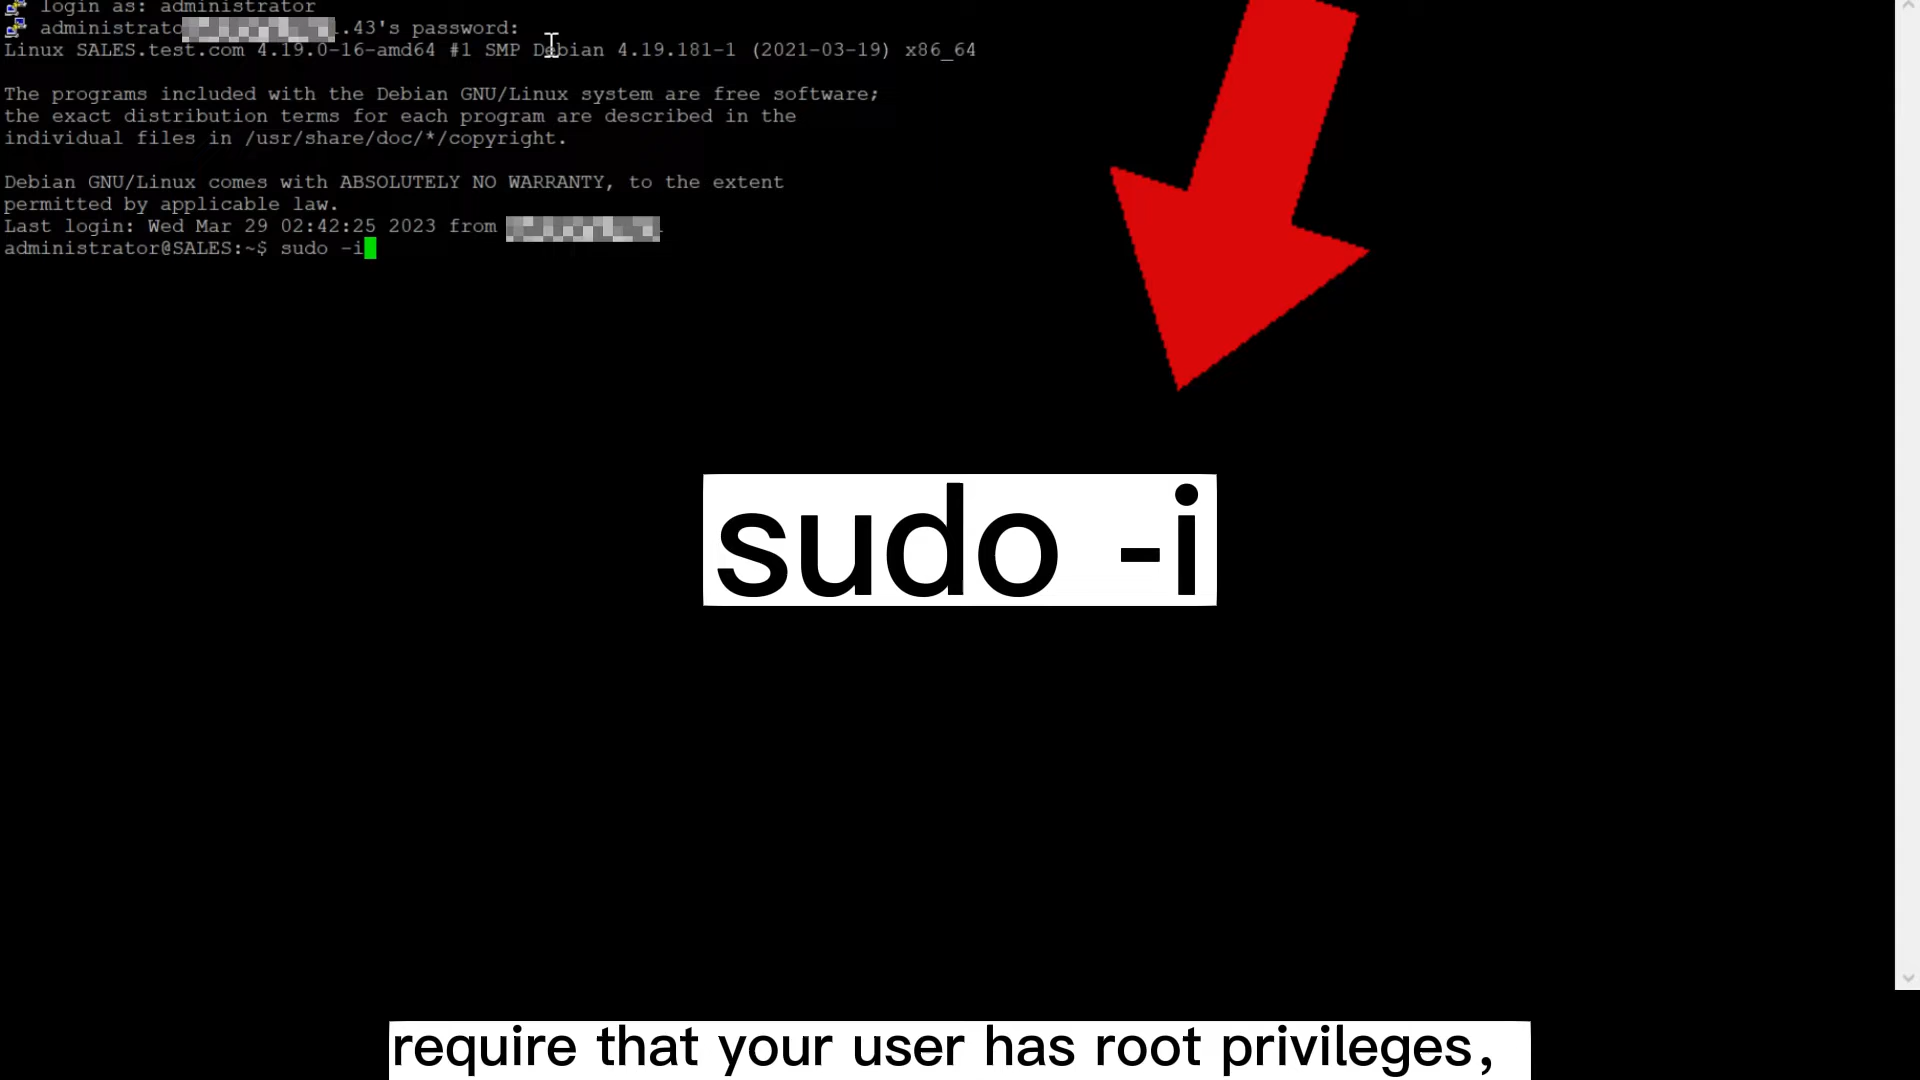 login as: administrator
administrato .43's password:
Linux SALES.test.com 4.19.0-16-amd64 #1 SMP Debian 4.19.181-1 (2021-03-19) x86_64
The programs included with the Debian GNU/Linux system are free software;
the exact distribution terms for each program are described in the
individual files in /usr/share/doc/*/copyright.
Debian GNU/Linux comes with ABSOLUTELY NO WARRANTY, to the extent
permitted by applicable law.
Last login: Wed Mar 29 02:42:25 2023 from
administrator@SALES:~$ sudo -i
sudo -i
require that your user has root privileges,